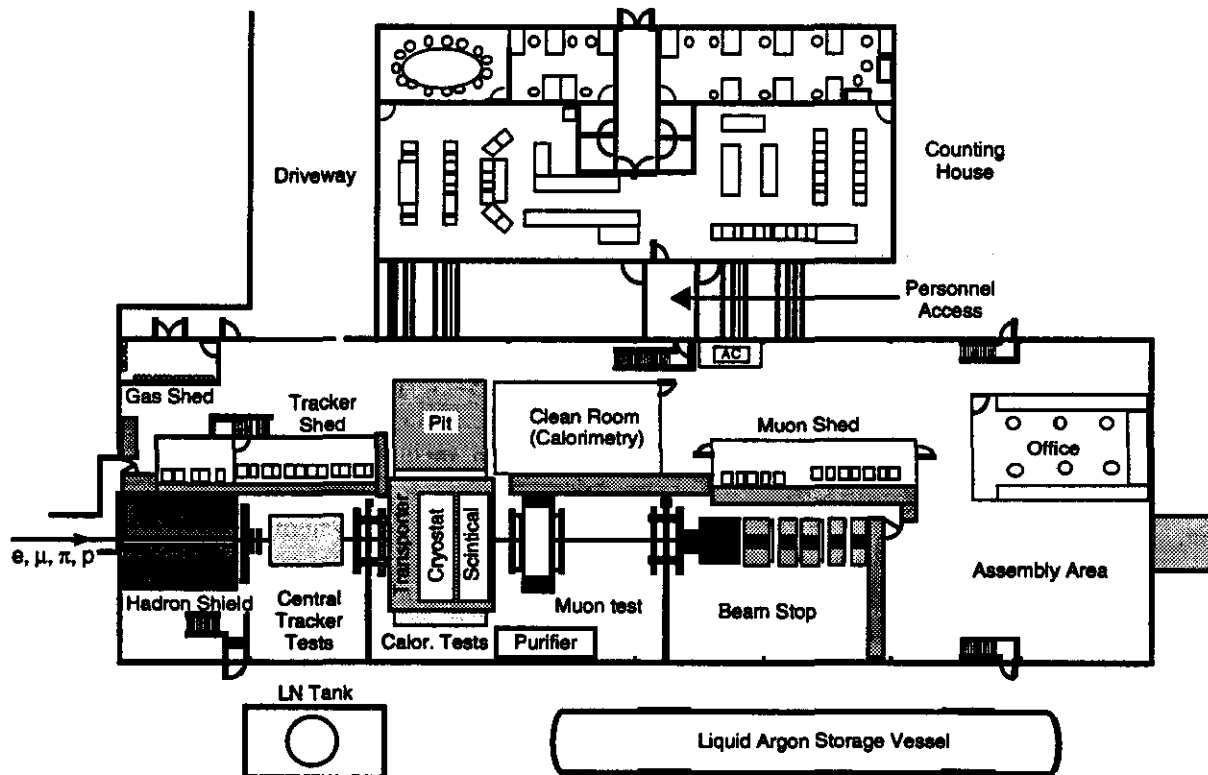 Driveway
Counting
House
Personnel
Access
AC
Gas Shed
Tracker
Shed
Pit
Clean Room
(Calorimetry)
Muon Shed
Office
e, μ, π, p
Transporter
Cryostat
Scintical
Hadron Shield
Central
Tracker
Tests
Calor. Tests
Muon test
Purifier
Beam Stop
Assembly Area
LN Tank
Liquid Argon Storage Vessel